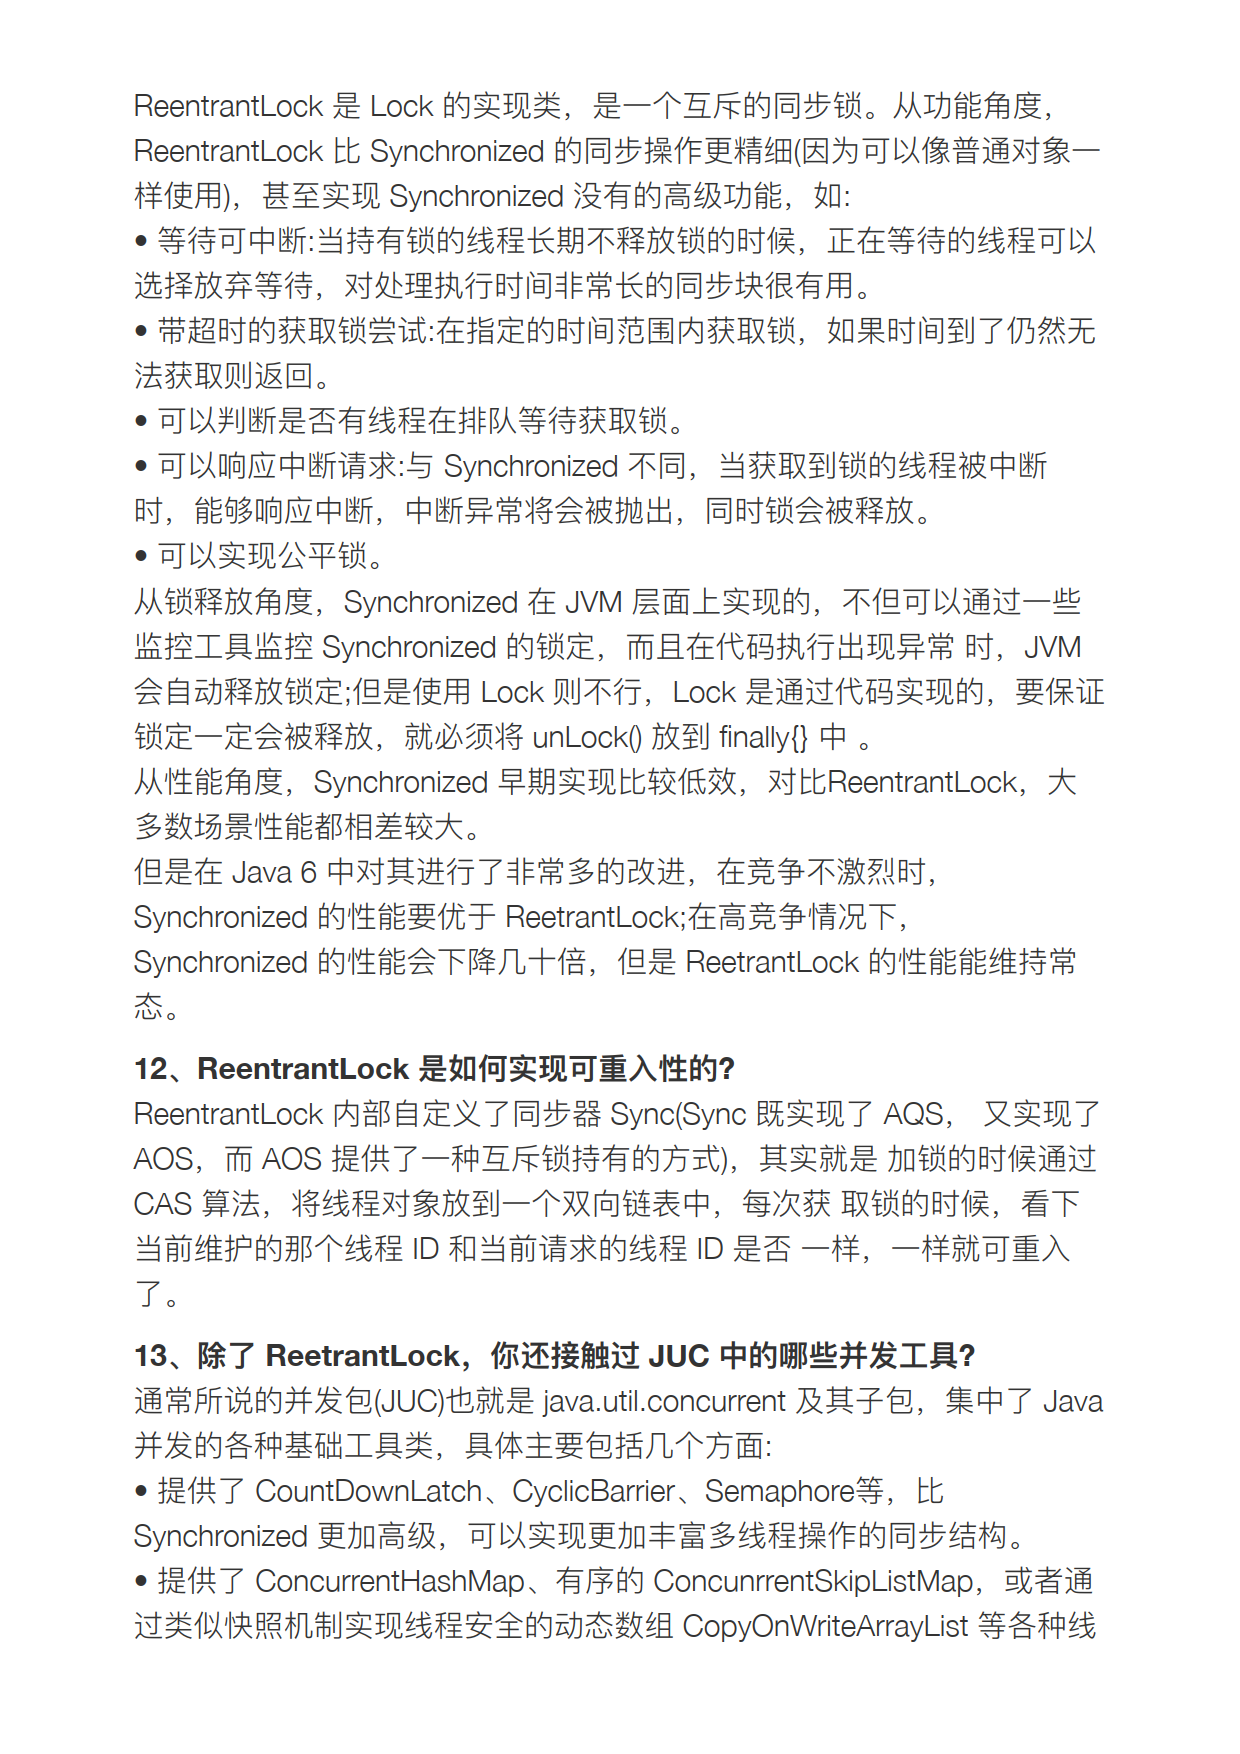 ReentrantLock 是 Lock 的实现类，是一个互斥的同步锁。从功能角度，
ReentrantLock 比 Synchronized 的同步操作更精细(因为可以像普通对象一
样使用)，甚至实现 Synchronized 没有的高级功能，如:
• 等待可中断:当持有锁的线程长期不释放锁的时候，正在等待的线程可以
选择放弃等待，对处理执行时间非常长的同步块很有用。
• 带超时的获取锁尝试:在指定的时间范围内获取锁，如果时间到了仍然无
法获取则返回。
• 可以判断是否有线程在排队等待获取锁。
• 可以响应中断请求:与 Synchronized 不同，当获取到锁的线程被中断
时，能够响应中断，中断异常将会被抛出，同时锁会被释放。
• 可以实现公平锁。
从锁释放角度，Synchronized 在 JVM 层面上实现的，不但可以通过一些
监控工具监控 Synchronized 的锁定，而且在代码执行出现异常 时，JVM
会自动释放锁定;但是使用 Lock 则不行，Lock 是通过代码实现的，要保证
锁定一定会被释放，就必须将 unLock() 放到 finally{} 中 。
从性能角度，Synchronized 早期实现比较低效，对比ReentrantLock，大
多数场景性能都相差较大。
但是在 Java 6 中对其进行了非常多的改进，在竞争不激烈时，
Synchronized 的性能要优于 ReetrantLock;在高竞争情况下，
Synchronized 的性能会下降几十倍，但是 ReetrantLock 的性能能维持常
态。
12、ReentrantLock 是如何实现可重入性的?
ReentrantLock 内部自定义了同步器 Sync(Sync 既实现了 AQS， 又实现了
AOS，而 AOS 提供了一种互斥锁持有的方式)，其实就是 加锁的时候通过
CAS 算法，将线程对象放到一个双向链表中，每次获 取锁的时候，看下
当前维护的那个线程 ID 和当前请求的线程 ID 是否 一样，一样就可重入
了。
13、除了 ReetrantLock，你还接触过 JUC 中的哪些并发工具?
通常所说的并发包(JUC)也就是 java.util.concurrent 及其子包，集中了 Java
并发的各种基础工具类，具体主要包括几个方面:
• 提供了 CountDownLatch、CyclicBarrier、Semaphore等，比
Synchronized 更加高级，可以实现更加丰富多线程操作的同步结构。
• 提供了 ConcurrentHashMap、有序的 ConcunrrentSkipListMap，或者通
过类似快照机制实现线程安全的动态数组 CopyOnWriteArrayList 等各种线